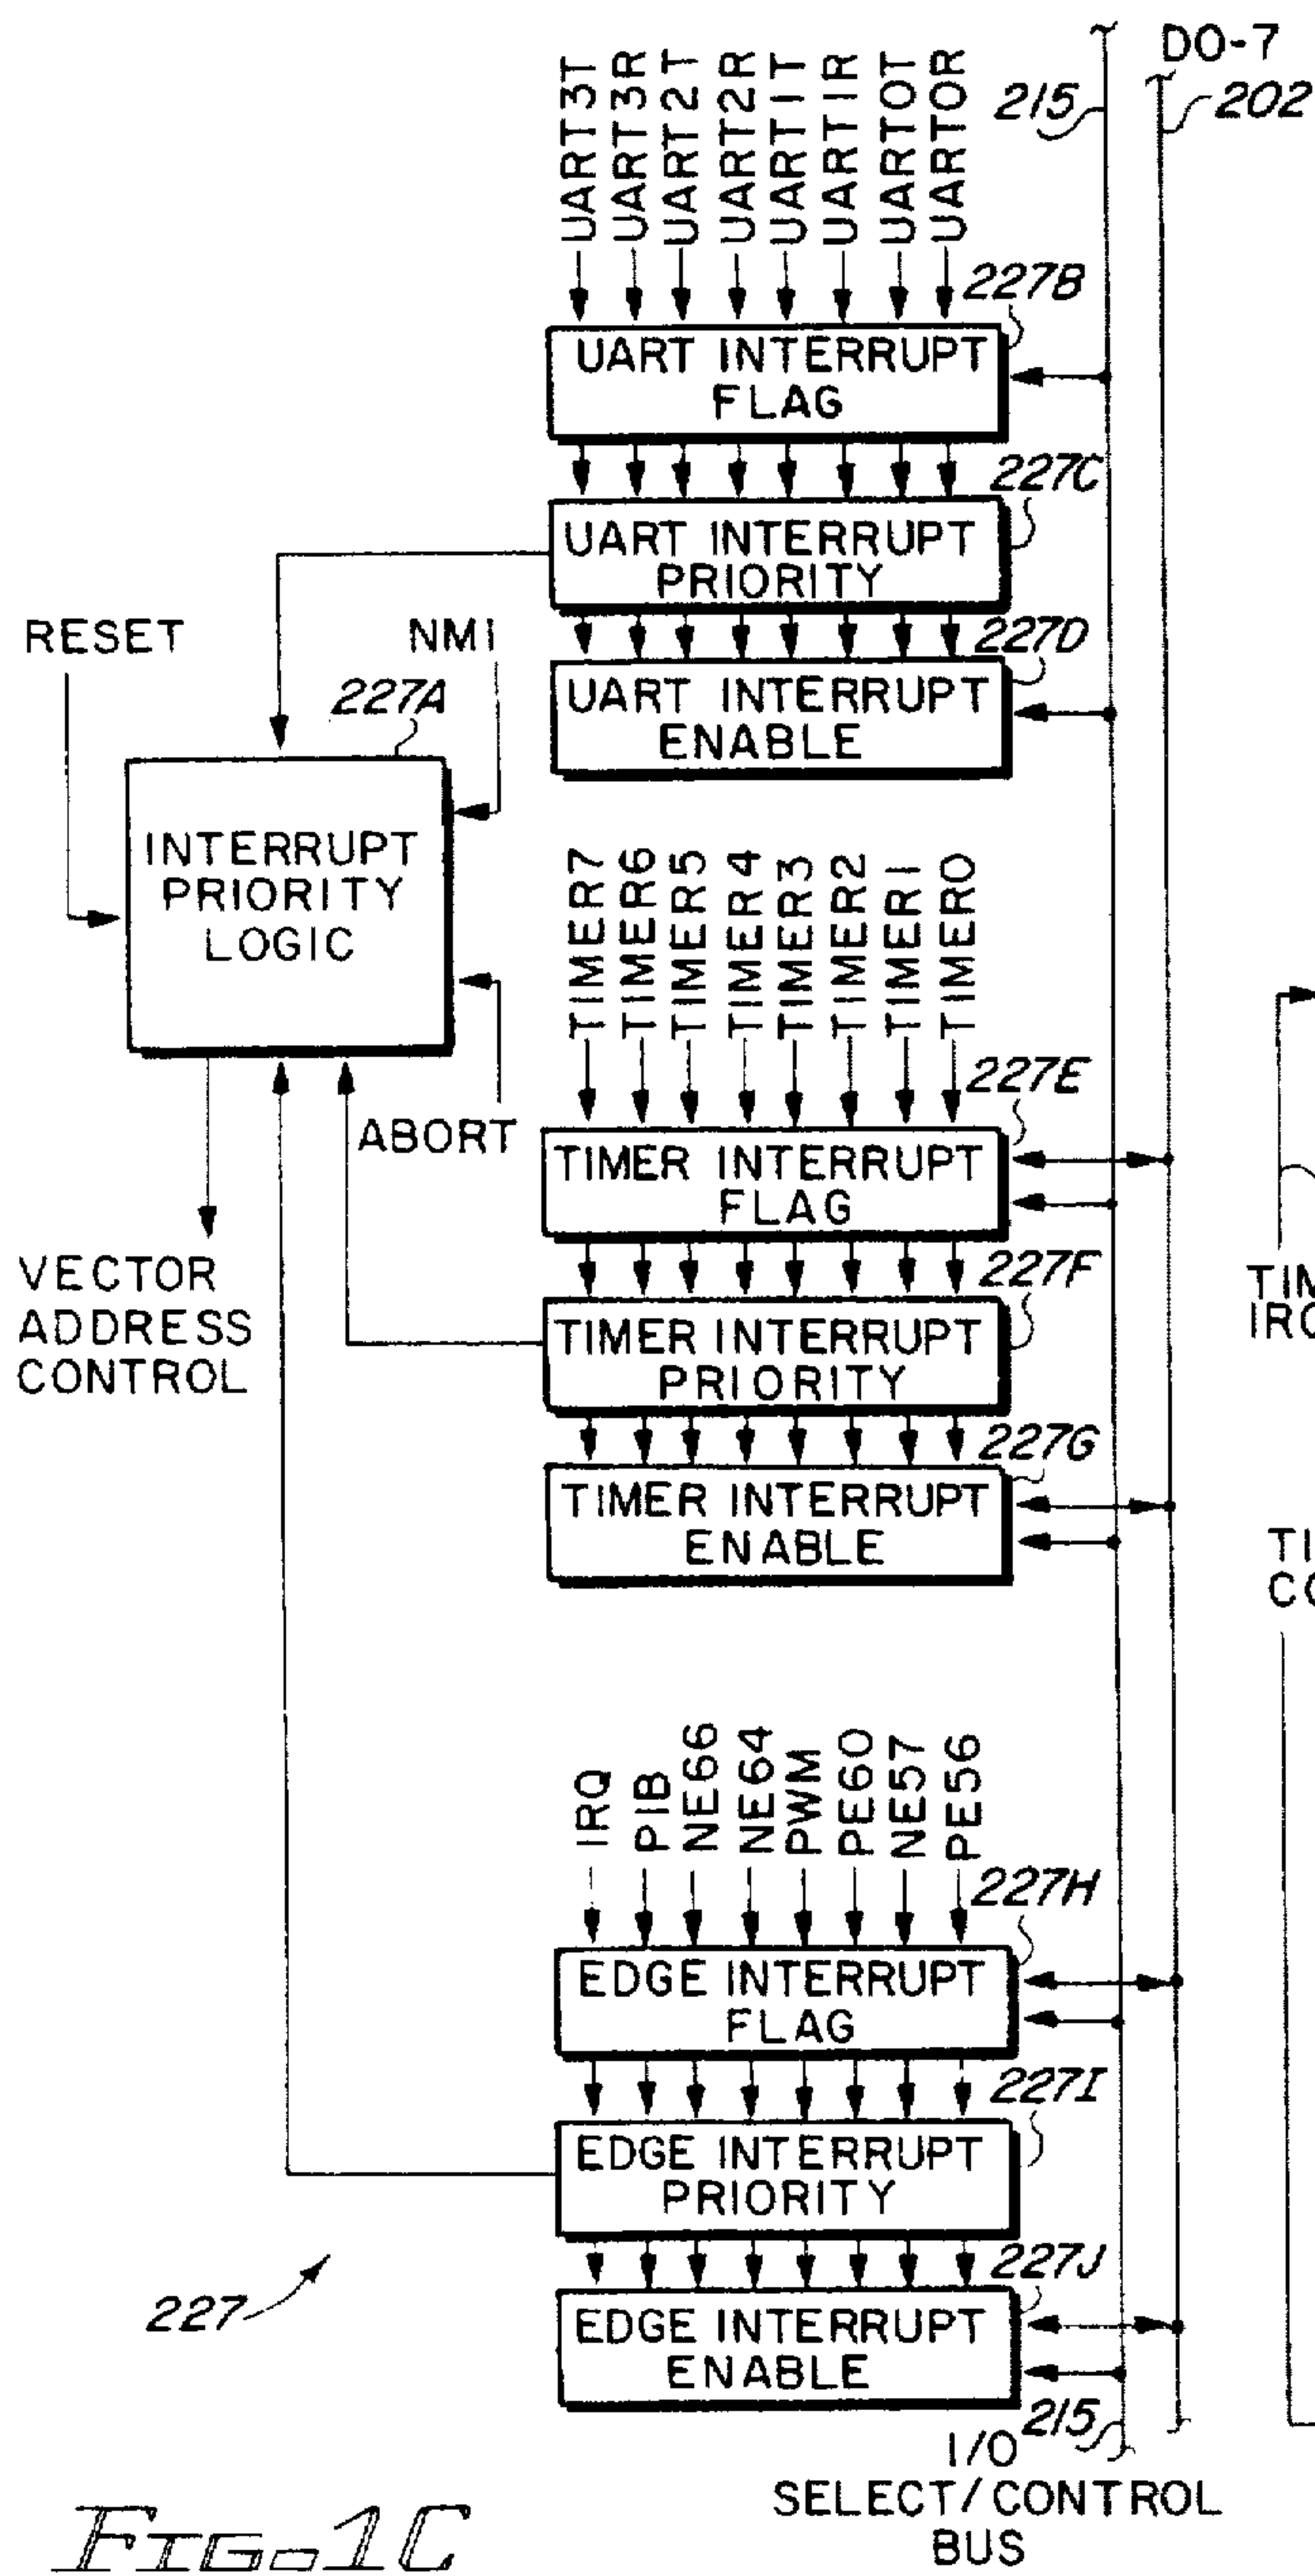 DO-7
215
202
UART3T
UART3R
UART2T
UART2R
UART1T
UART1R
UART0T
UART0R
227B
UART INTERRUPT
FLAG
227C
UART INTERRUPT
PRIORITY
227D
UART INTERRUPT
ENABLE
RESET
NMI
227A
INTERRUPT
PRIORITY
LOGIC
ABORT
VECTOR
ADDRESS
CONTROL
TIMER7
TIMER6
TIMER5
TIMER4
TIMER3
TIMER2
TIMER1
TIMER0
227E
TIMER INTERRUPT
FLAG
227F
TIMER INTERRUPT
PRIORITY
227G
TIMER INTERRUPT
ENABLE
IRQ
PIB
NE66
NE64
PWM
PE60
NE57
PE56
227H
EDGE INTERRUPT
FLAG
227I
EDGE INTERRUPT
PRIORITY
227J
EDGE INTERRUPT
ENABLE
227
215
I/O
SELECT/CONTROL
BUS
FIG-1C